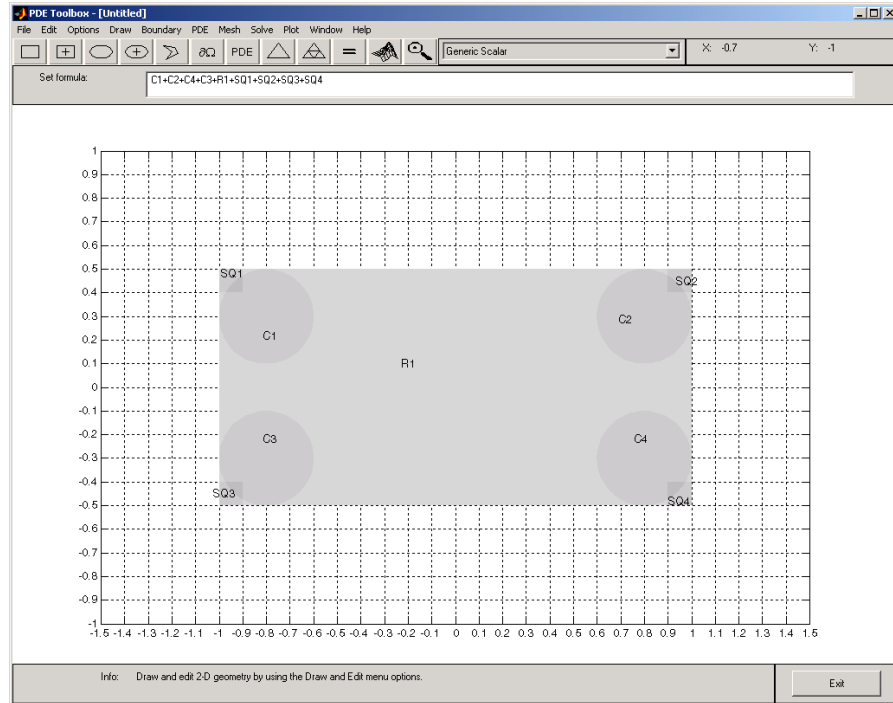 PDE Toolbox - [Untitled]
File Edit Options Draw Boundary PDE Mesh Solve Plot Window Help
∂Ω PDE = Generic Scalar X: -0.7 Y: -1
Set formula: C1+C2+C4+C3+R1+SQ1+SQ2+SQ3+SQ4
1
0.9
0.8
0.7
0.6
0.5
SQ1
SQ2
0.4
0.3
C2
0.2
C1
0.1
R1
0
-0.1
-0.2
C3
C4
-0.3
-0.4
SQ3
SQ4
-0.5
-0.6
-0.7
-0.8
-0.9
-1
-1.5 -1.4 -1.3 -1.2 -1.1 -1 -0.9 -0.8 -0.7 -0.6 -0.5 -0.4 -0.3 -0.2 -0.1 0 0.1 0.2 0.3 0.4 0.5 0.6 0.7 0.8 0.9 1 1.1 1.2 1.3 1.4 1.5
Info: Draw and edit 2-D geometry by using the Draw and Edit menu options.
Exit